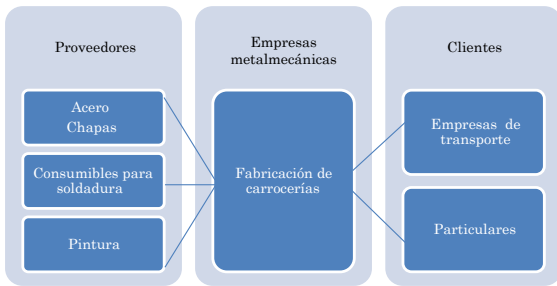 Proveedores
Acero
Chapas
Consumibles para
soldadura
Pintura
Empresas
metalmecánicas
Fabricación de
carrocerías
Clientes
Empresas de
transporte
Particulares